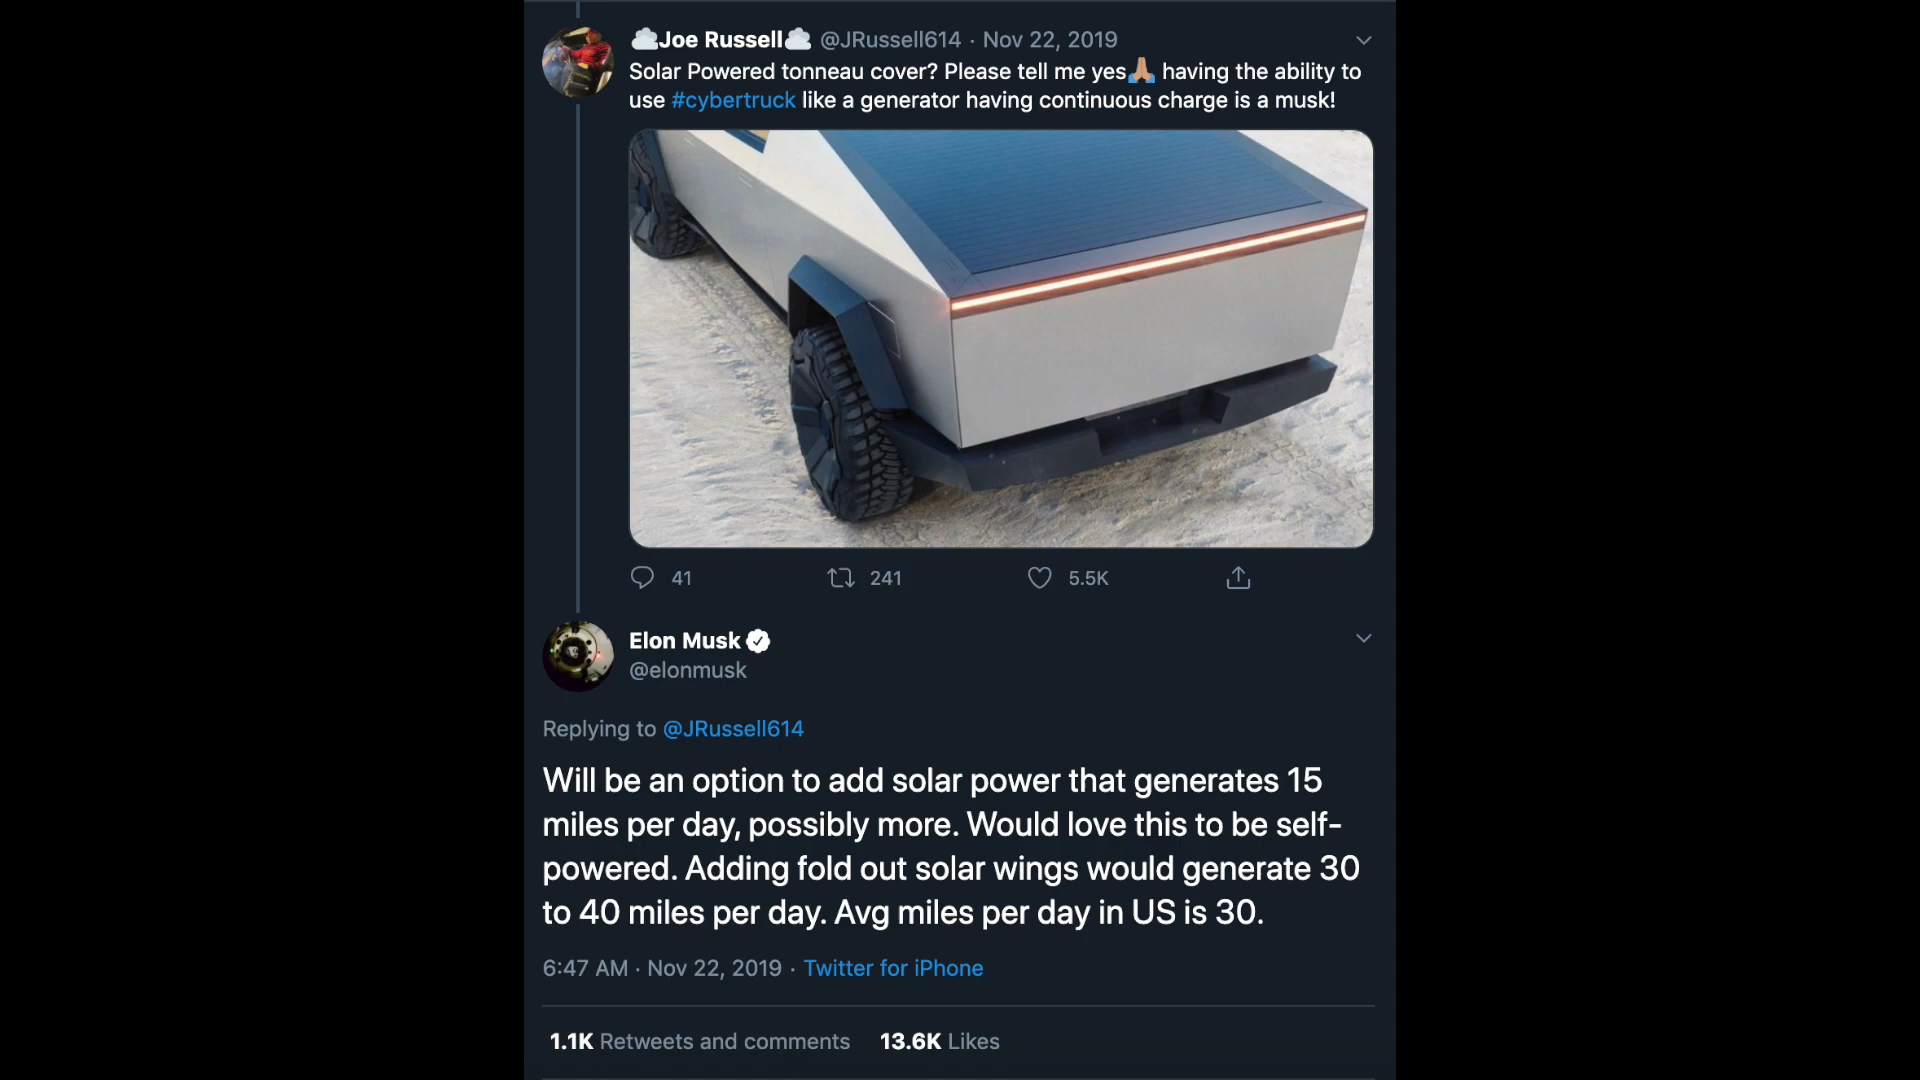 ☁️Joe Russell☁️ @JRussell614 · Nov 22, 2019
Solar Powered tonneau cover? Please tell me yes🙏🏽 having the ability to
use #cybertruck like a generator having continuous charge is a musk!
41 241 5.5K
Elon Musk
@elonmusk
Replying to @JRussell614
Will be an option to add solar power that generates 15
miles per day, possibly more. Would love this to be self-
powered. Adding fold out solar wings would generate 30
to 40 miles per day. Avg miles per day in US is 30.
6:47 AM · Nov 22, 2019 · Twitter for iPhone
1.1K Retweets and comments 13.6K Likes